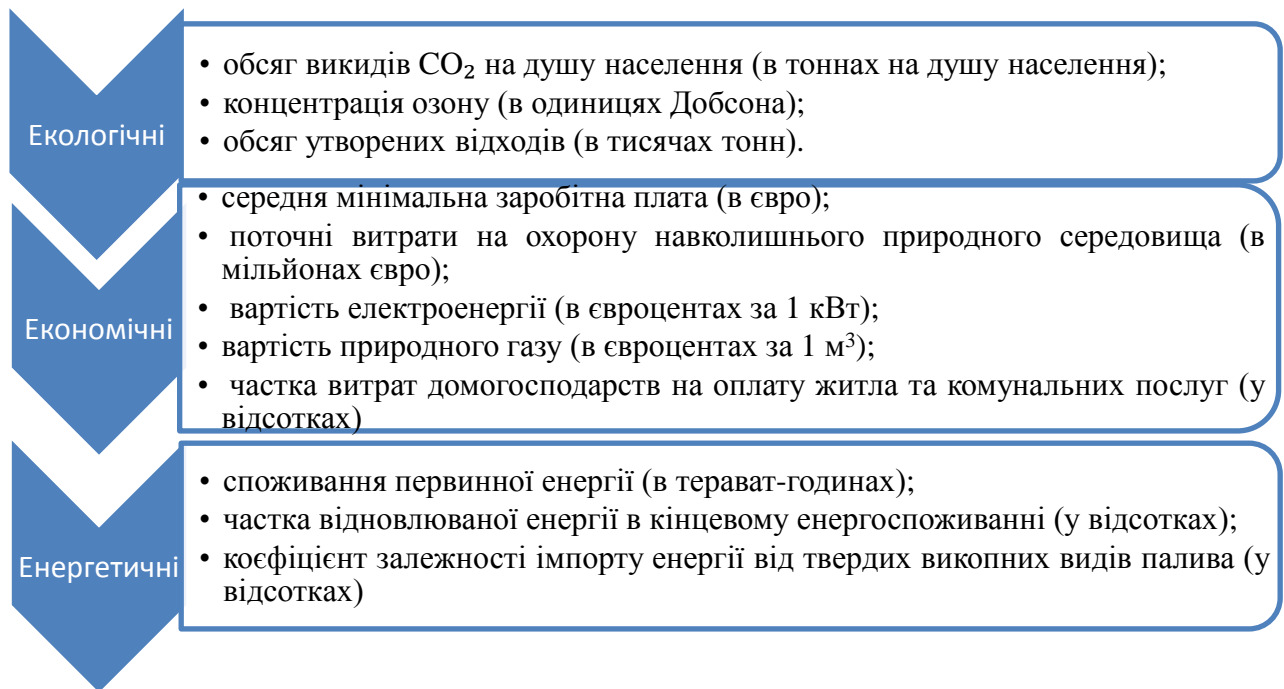 Екологічні
• обсяг викидів CO₂ на душу населення (в тоннах на душу населення);
• концентрація озону (в одиницях Добсона);
• обсяг утворених відходів (в тисячах тонн).
Економічні
• середня мінімальна заробітна плата (в євро);
• поточні витрати на охорону навколишнього природного середовища (в
мільйонах євро);
• вартість електроенергії (в євроцентах за 1 кВт);
• вартість природного газу (в євроцентах за 1 м³);
• частка витрат домогосподарств на оплату житла та комунальних послуг (у
відсотках)
Енергетичні
• споживання первинної енергії (в терават-годинах);
• частка відновлюваної енергії в кінцевому енергоспоживанні (у відсотках);
• коєфіцієнт залежності імпорту енергії від твердих викопних видів палива (у
відсотках)